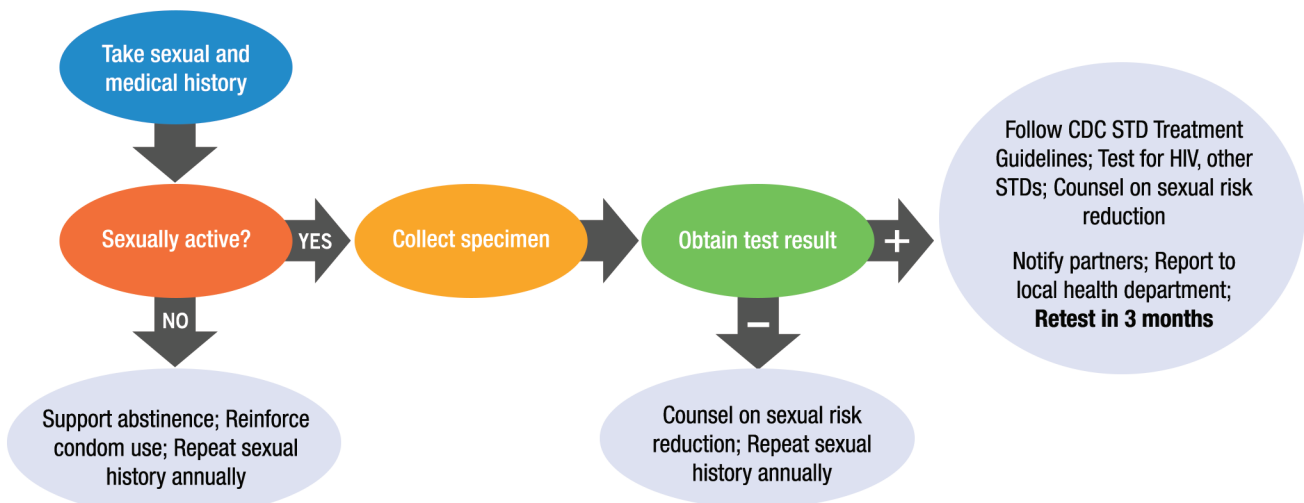 Take sexual and
medical history
Sexually active?
YES
Collect specimen
Obtain test result
+
Follow CDC STD Treatment
Guidelines; Test for HIV, other
STDs; Counsel on sexual risk
reduction
Notify partners; Report to
local health department;
Retest in 3 months
NO
Support abstinence; Reinforce
condom use; Repeat sexual
history annually
−
Counsel on sexual risk
reduction; Repeat sexual
history annually